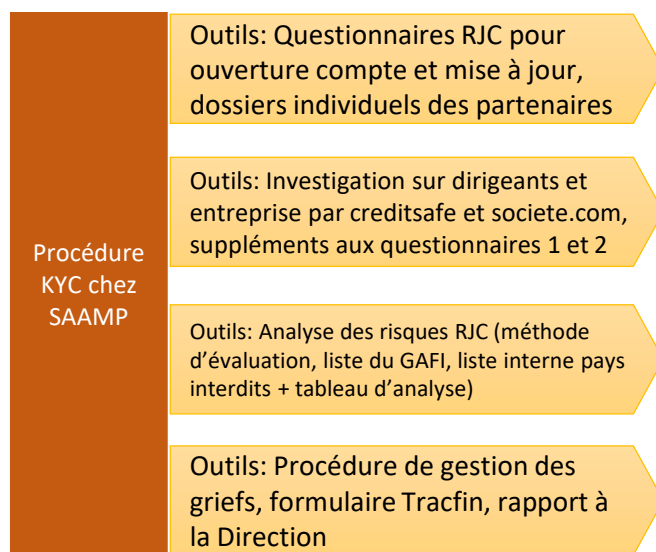 Procédure
KYC chez
SAAMP
Outils: Questionnaires RJC pour
ouverture compte et mise à jour,
dossiers individuels des partenaires
Outils: Investigation sur dirigeants et
entreprise par creditsafe et societe.com,
suppléments aux questionnaires 1 et 2
Outils: Analyse des risques RJC (méthode
d’évaluation, liste du GAFI, liste interne pays
interdits + tableau d’analyse)
Outils: Procédure de gestion des
griefs, formulaire Tracfin, rapport à
la Direction